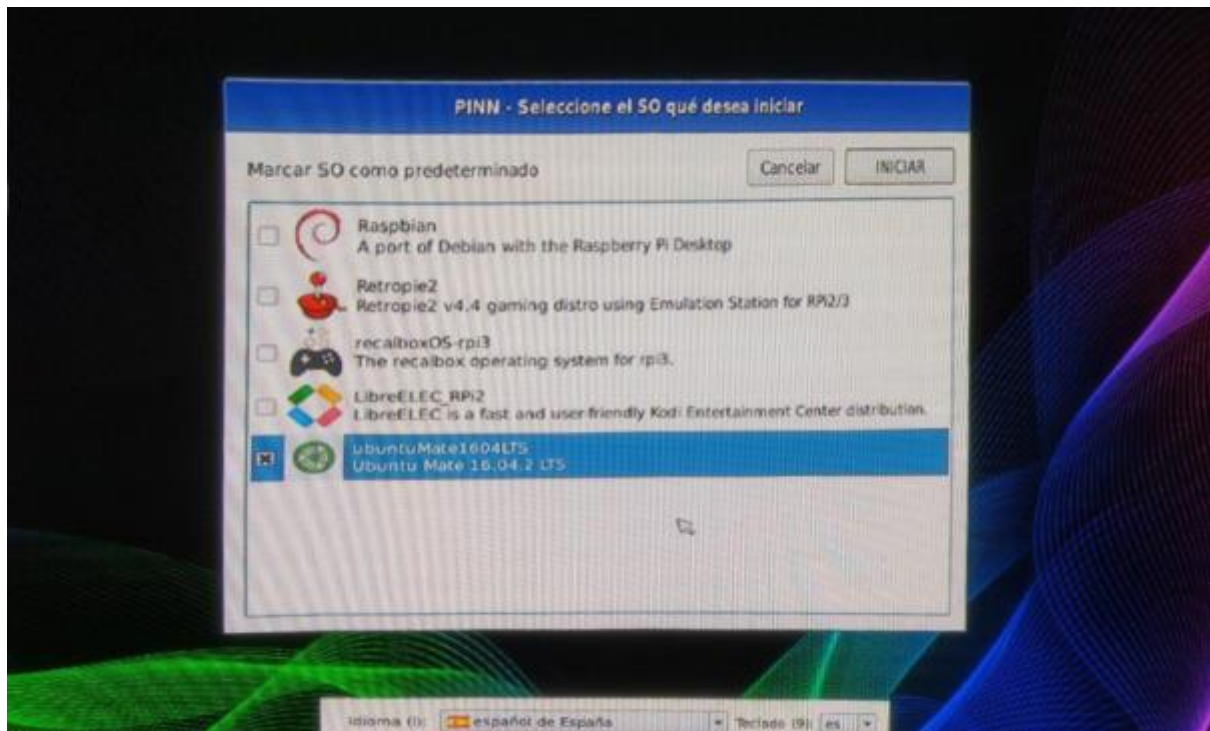 PINN - Seleccione el SO qué desea iniciar
Marcar SO como predeterminado
Cancelar
INICIAR
Raspbian
A port of Debian with the Raspberry Pi Desktop
Retropie2
Retropie2 v4.4 gaming distro using Emulation Station for RPi2/3
recalboxOS-rpi3
The recalbox operating system for rpi3.
LibreELEC_RPi2
LibreELEC is a fast and user friendly Kodi Entertainment Center distribution.
ubuntuMate1604LTS
Ubuntu Mate 16.04.2 LTS
Idioma (l): español de España Teclado (9): es